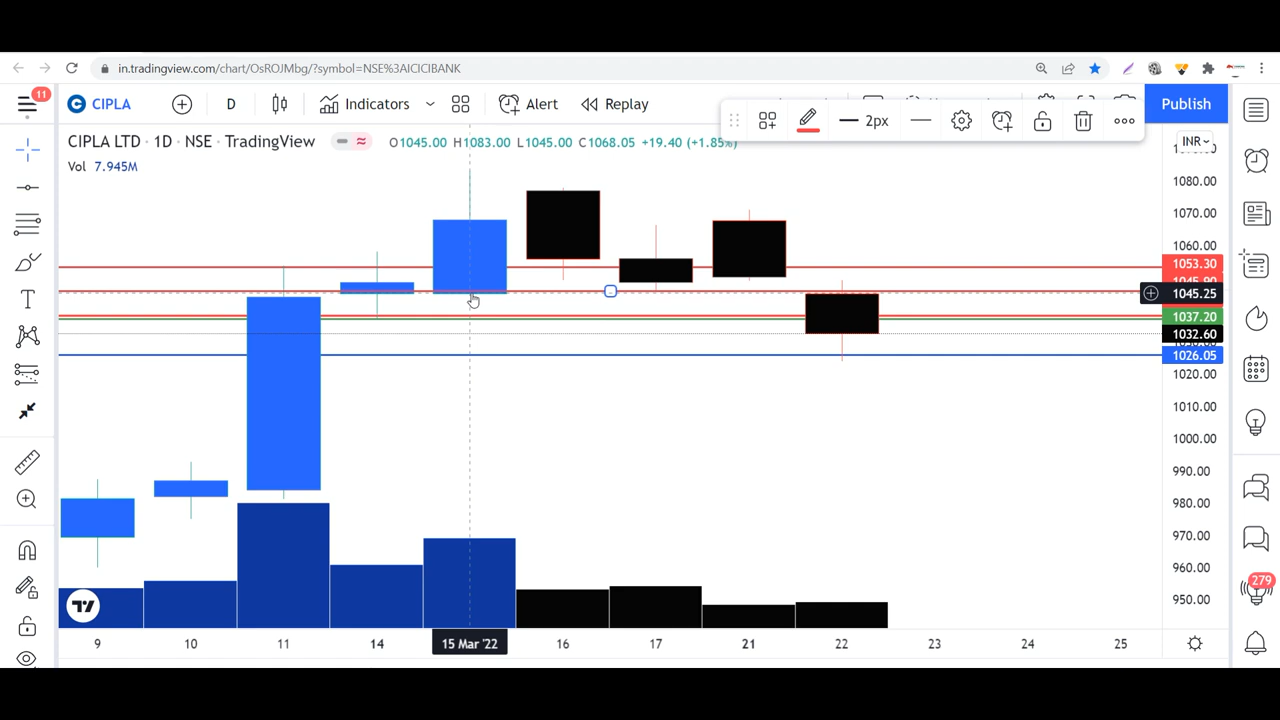 in.tradingview.com/chart/OsROJMbg/?symbol=NSE%3AICICIBANK
11
CIPLA
D
Indicators
Alert
Replay
2px
Publish
CIPLA LTD · 1D · NSE · TradingView
O1045.00 H1083.00 L1045.00 C1068.05 +19.40 (+1.85%)
INR
Vol 7.945M
1080.00
1070.00
1060.00
1053.30
1045.25
1037.20
1032.60
1026.05
1020.00
1010.00
1000.00
990.00
980.00
970.00
960.00
950.00
279
9 10 11 14 15 Mar '22 16 17 21 22 23 24 25